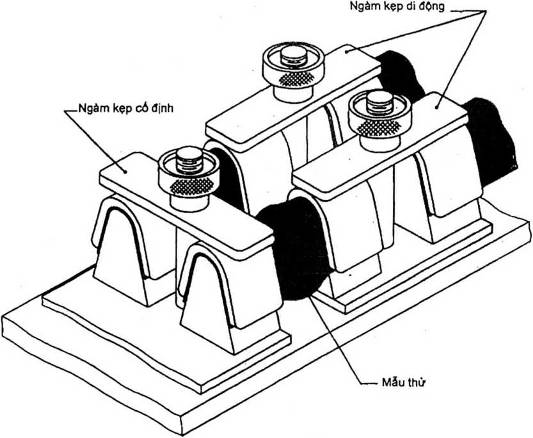 Ngàm kẹp di động
Ngàm kẹp cố định
Mẫu thử